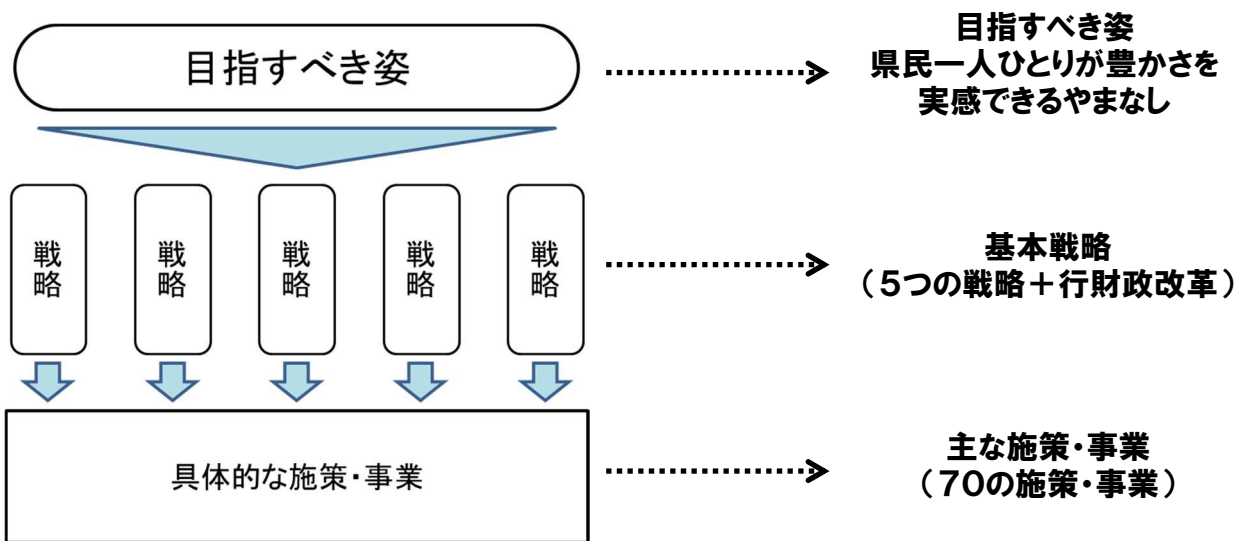 目指すべき姿
目指すべき姿
県民一人ひとりが豊かさを
実感できるやまなし
戦略
戦略
戦略
戦略
戦略
基本戦略
（5つの戦略＋行財政改革）
具体的な施策・事業
主な施策・事業
（70の施策・事業）